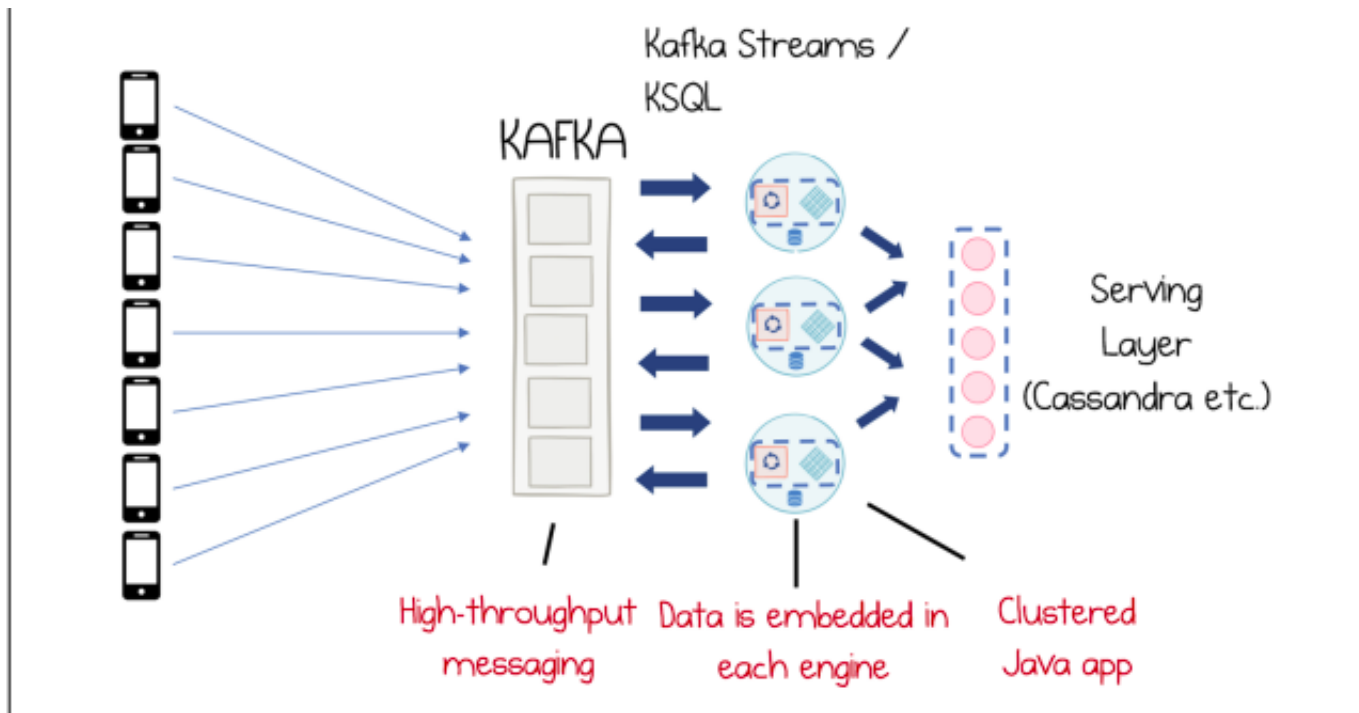 Kafka Streams /
KSQL
KAFKA
Serving
Layer
(Cassandra etc.)
High-throughput
messaging
Data is embedded in
each engine
Clustered
Java app